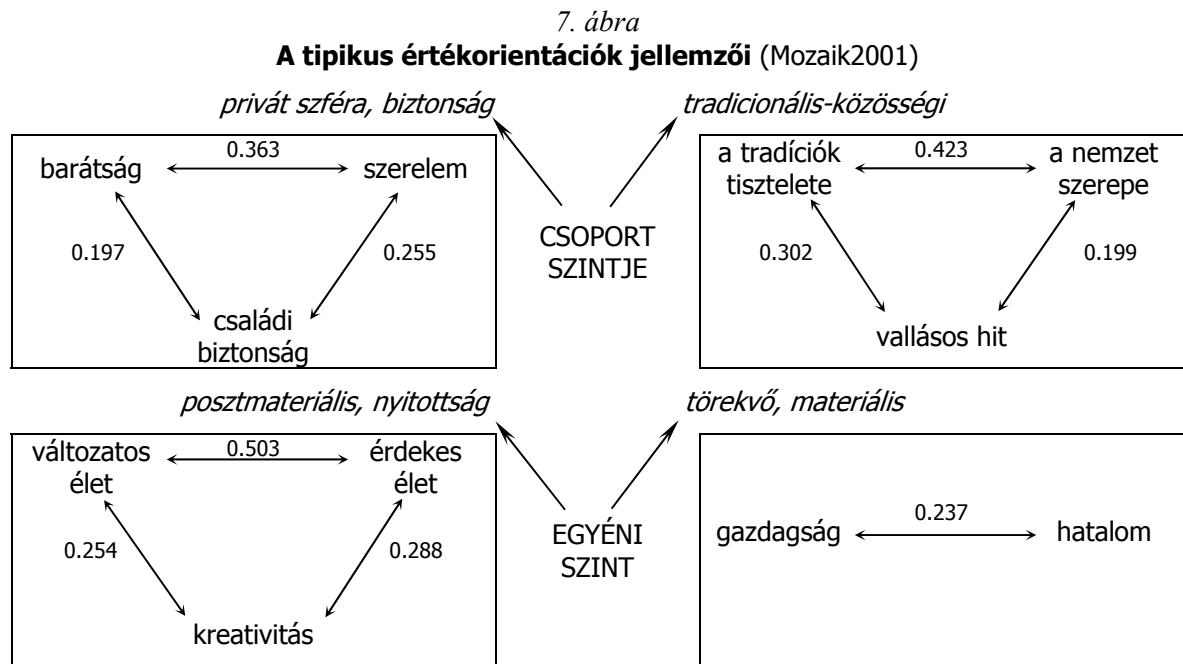 7. ábra
A tipikus értékorientációk jellemzői (Mozaik2001)
privát szféra, biztonság
tradicionális-közösségi
barátság
0.363
szerelem
0.197
0.255
családi
biztonság
CSOPORT
SZINTJE
a tradíciók
tisztelete
0.423
a nemzet
szerepe
0.302
0.199
vallásos hit
posztmateriális, nyitottság
törekvő, materiális
változatos
élet
0.503
érdekes
élet
0.254
0.288
kreativitás
EGYÉNI
SZINT
gazdagság
0.237
hatalom